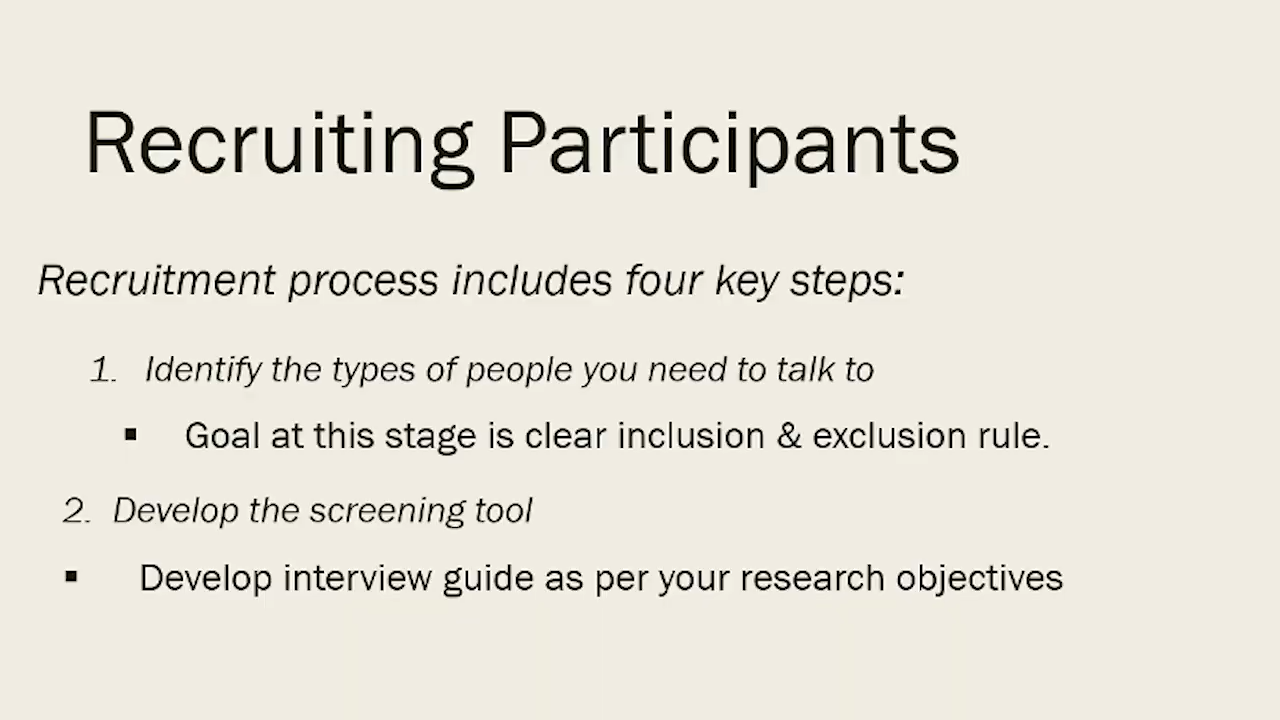 Recruiting Participants
Recruitment process includes four key steps:
1. Identify the types of people you need to talk to
▪ Goal at this stage is clear inclusion & exclusion rule.
2. Develop the screening tool
▪ Develop interview guide as per your research objectives